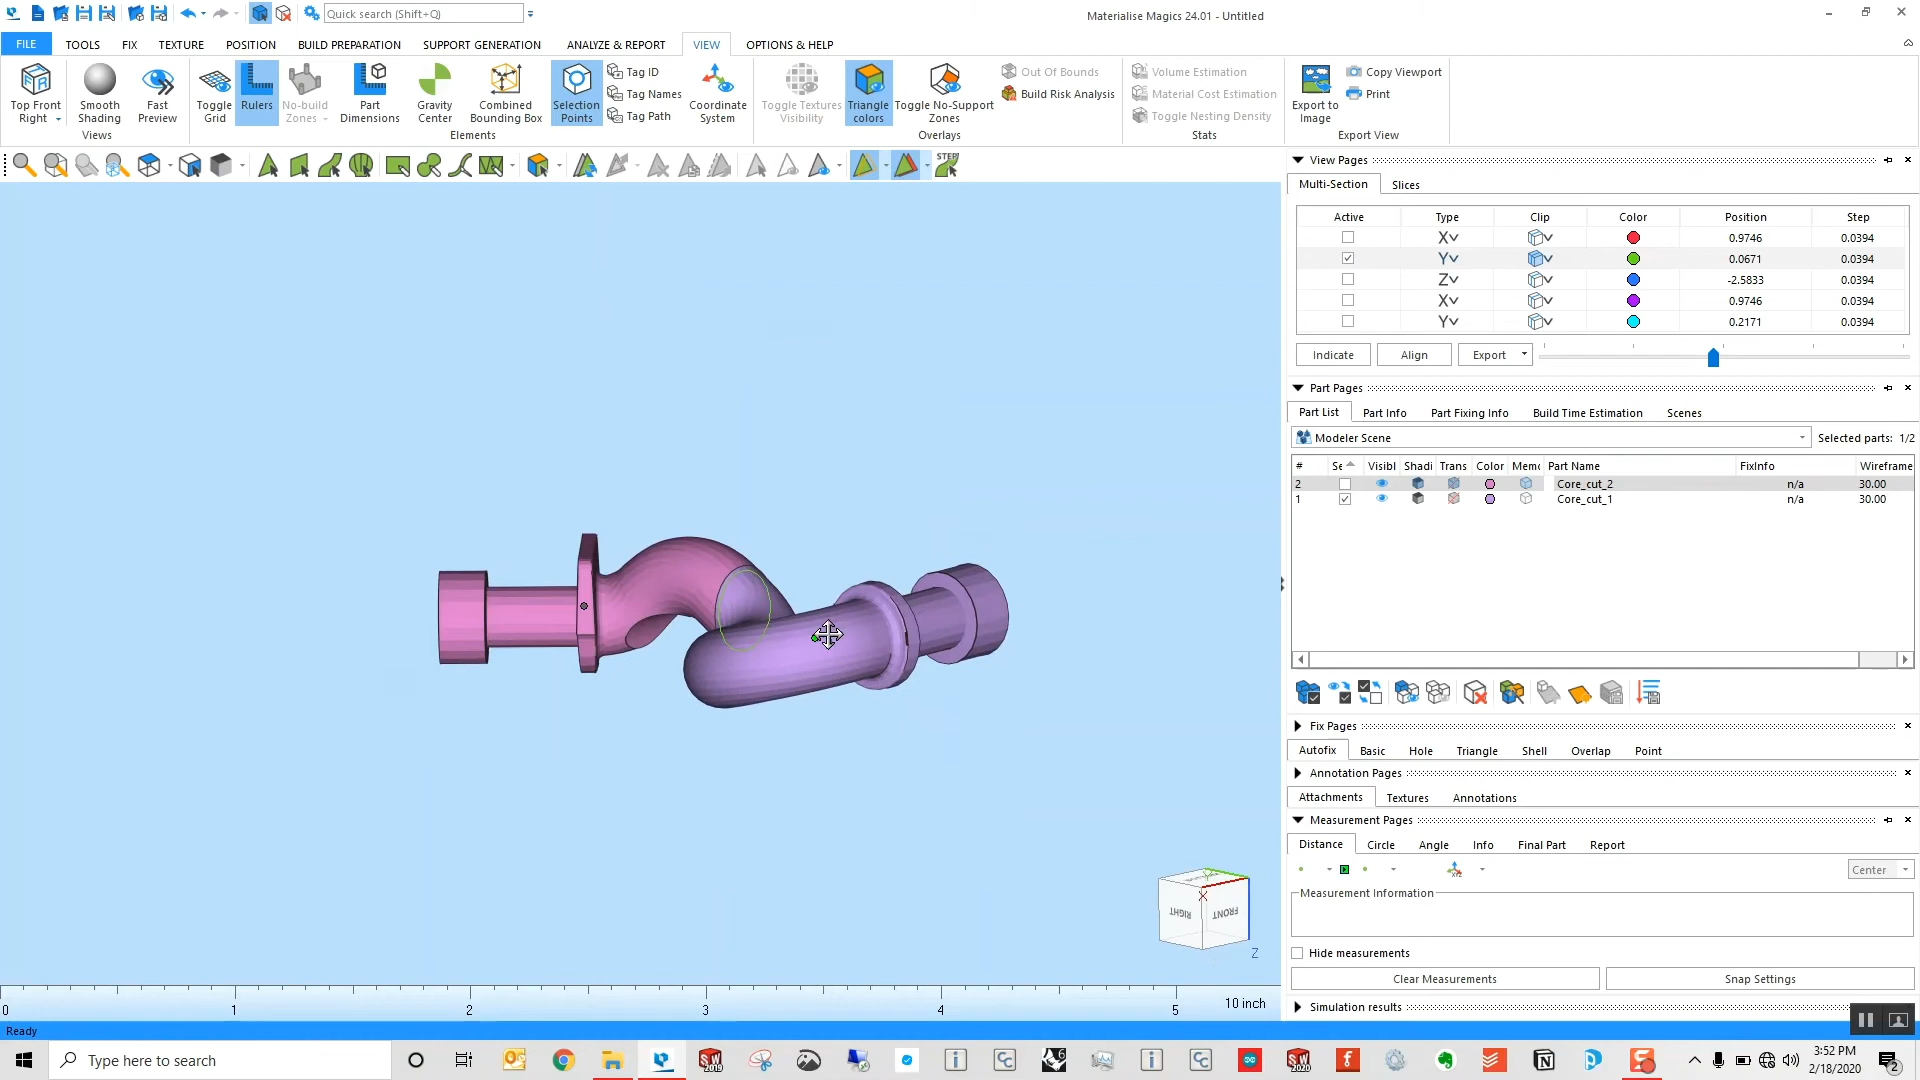 Quick search (Shift+Q)
Materialise Magics 24.01 - Untitled
FILE TOOLS FIX TEXTURE POSITION BUILD PREPARATION SUPPORT GENERATION ANALYZE & REPORT VIEW OPTIONS & HELP
Top Front Right
Smooth Shading
Fast Preview
Views
Toggle Grid
Rulers
No-build Zones
Part Dimensions
Gravity Center
Combined Bounding Box
Selection Points
Tag ID
Tag Names
Tag Path
Coordinate System
Elements
Toggle Textures Visibility
Triangle colors
Toggle No-Support Zones
Out Of Bounds
Build Risk Analysis
Overlays
Volume Estimation
Material Cost Estimation
Toggle Nesting Density
Stats
Export to Image
Copy Viewport
Print
Export View
STEP
View Pages
Multi-Section Slices
Active Type Clip Color Position Step
X 0.9746 0.0394
Y 0.0671 0.0394
Z -2.5833 0.0394
X 0.9746 0.0394
Y 0.2171 0.0394
Indicate Align Export
Part Pages
Part List Part Info Part Fixing Info Build Time Estimation Scenes
Modeler Scene Selected parts: 1/2
# Se Visibl Shadi Trans Color Memo Part Name FixInfo Wireframe
2 Core_cut_2 n/a 30.00
1 Core_cut_1 n/a 30.00
Fix Pages
Autofix Basic Hole Triangle Shell Overlap Point
Annotation Pages
Attachments Textures Annotations
Measurement Pages
Distance Circle Angle Info Final Part Report
XYZ
Center
Measurement Information
Hide measurements
Clear Measurements Snap Settings
Simulation results
RIGHT FRONT
Y
X
Z
0 1 2 3 4 5 10 inch
Ready
Type here to search
2019
6
2020
3:52 PM
2/18/2020
2